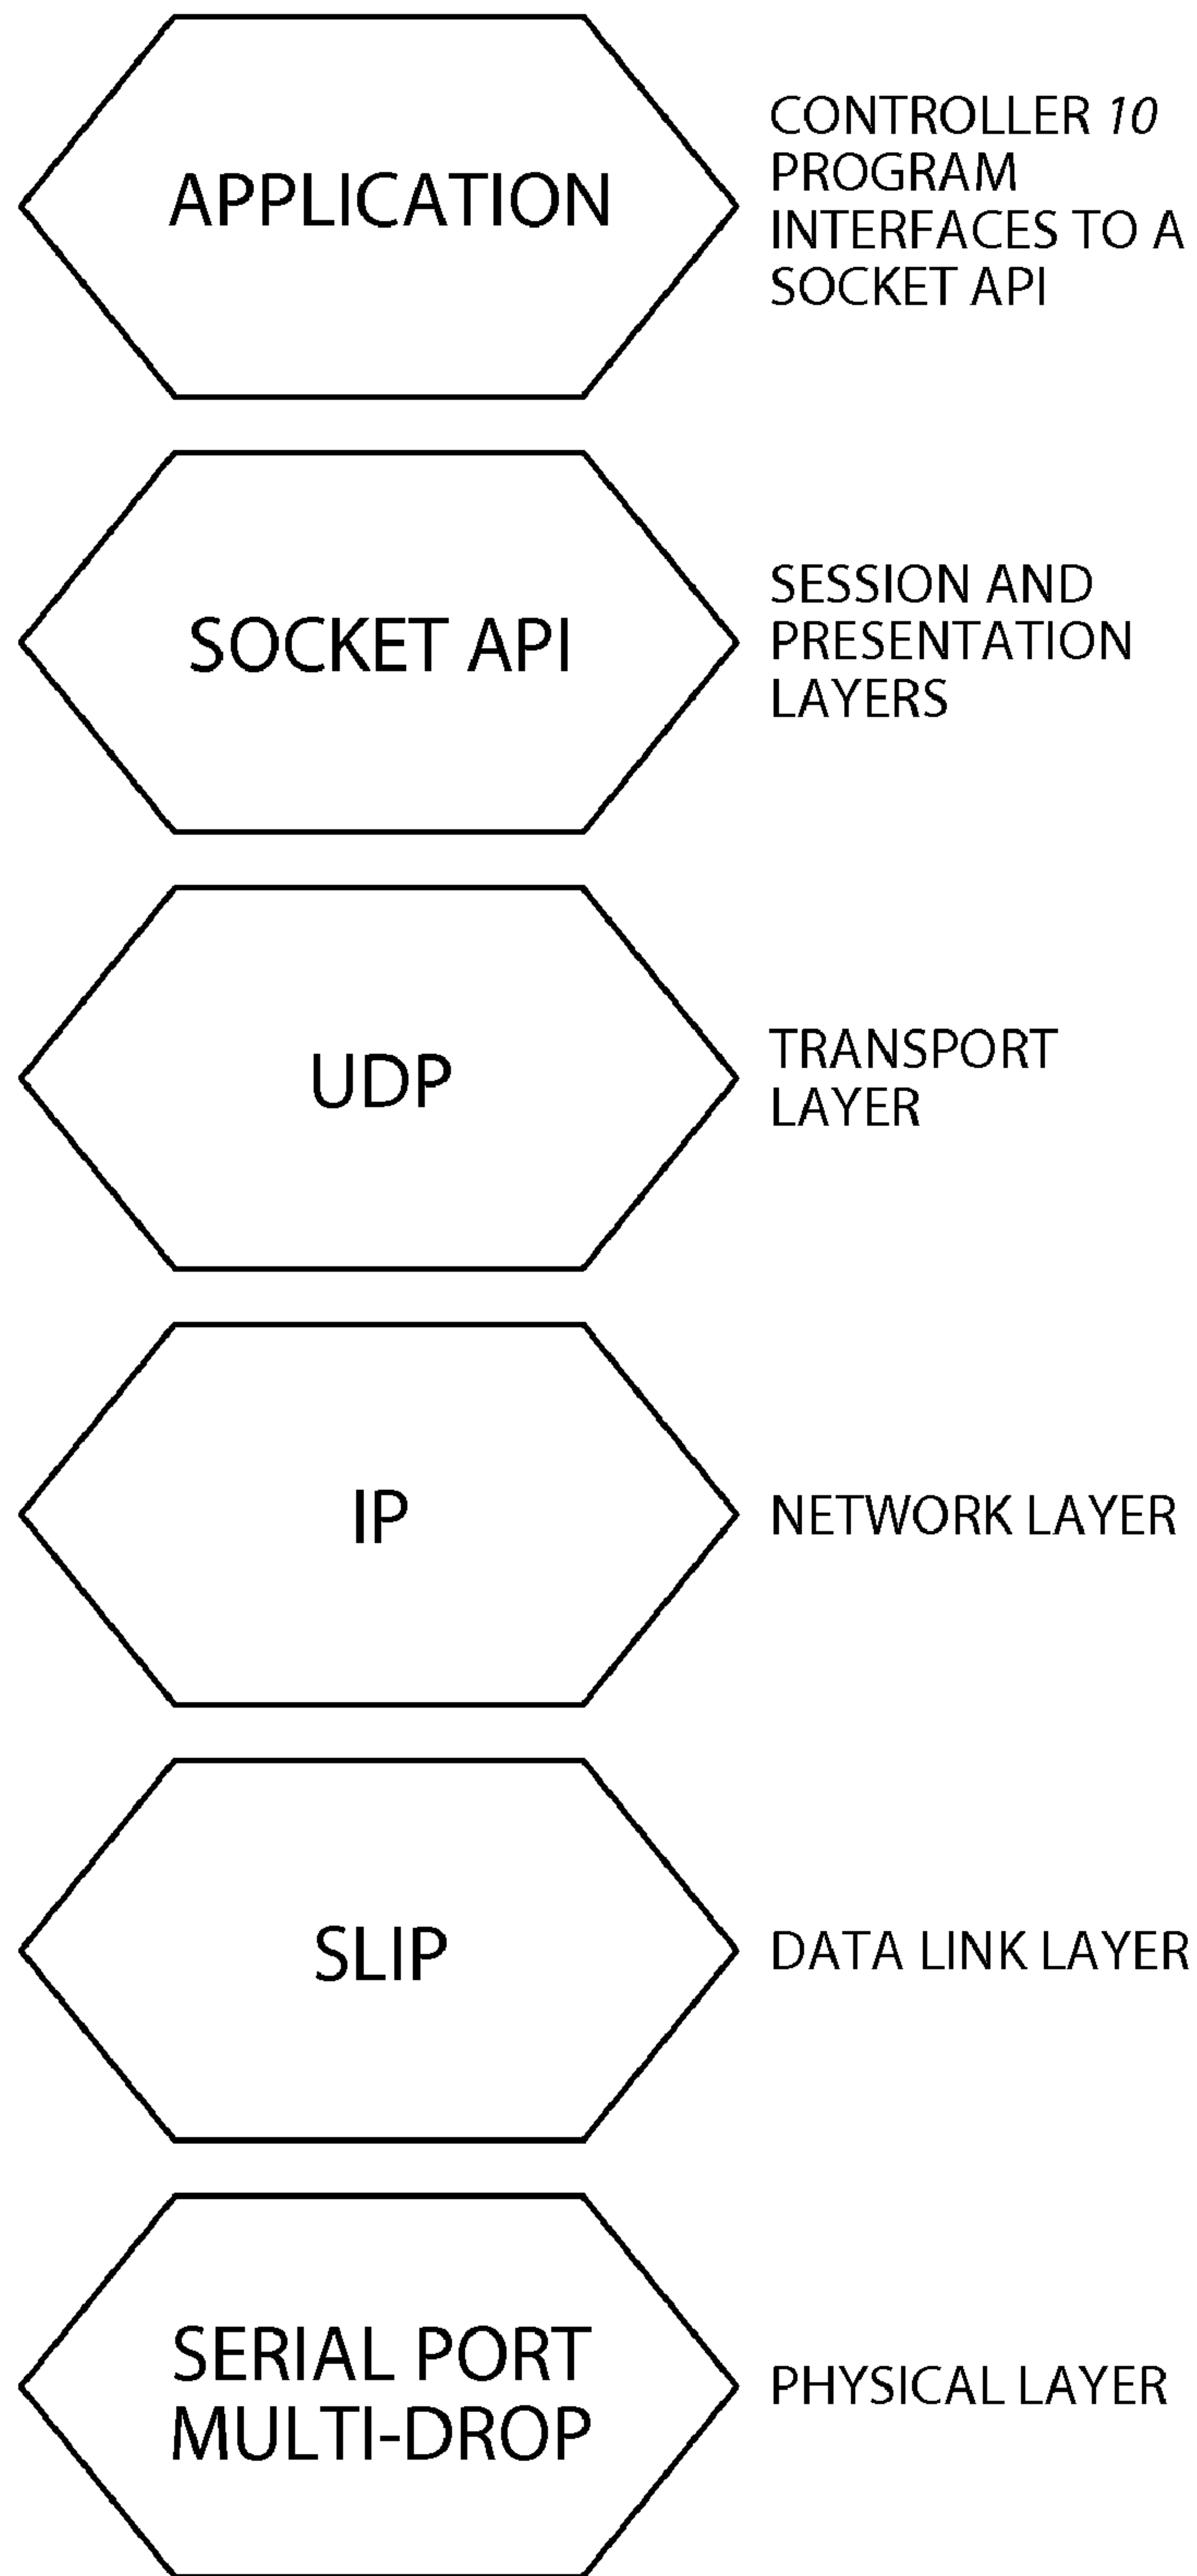 APPLICATION
CONTROLLER 10
PROGRAM
INTERFACES TO A
SOCKET API
SOCKET API
SESSION AND
PRESENTATION
LAYERS
UDP
TRANSPORT
LAYER
IP
NETWORK LAYER
SLIP
DATA LINK LAYER
SERIAL PORT
MULTI-DROP
PHYSICAL LAYER